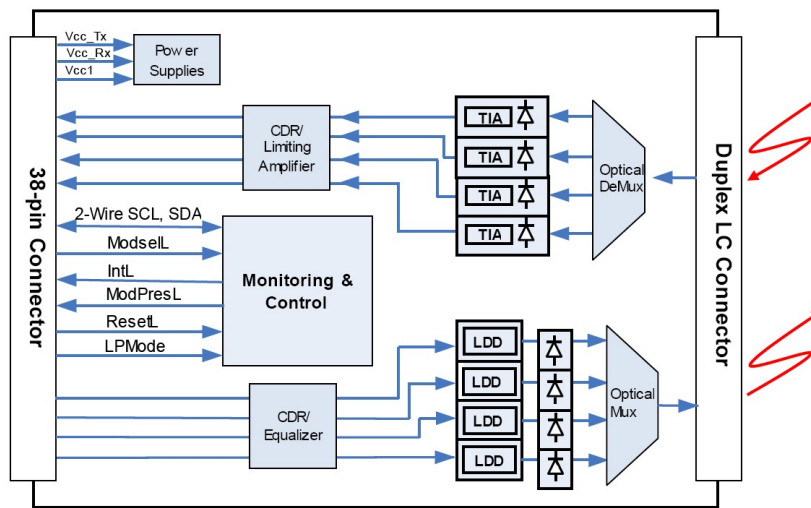 38-pin Connector
Vcc_Tx
Vcc_Rx
Vcc1
Power
Supplies
CDR/
Limiting
Amplifier
TIA
TIA
TIA
TIA
Optical
DeMux
Duplex LC Connector
2-Wire SCL, SDA
ModselL
IntL
ModPresL
ResetL
LPMode
Monitoring &
Control
CDR/
Equalizer
LDD
LDD
LDD
LDD
Optical
Mux